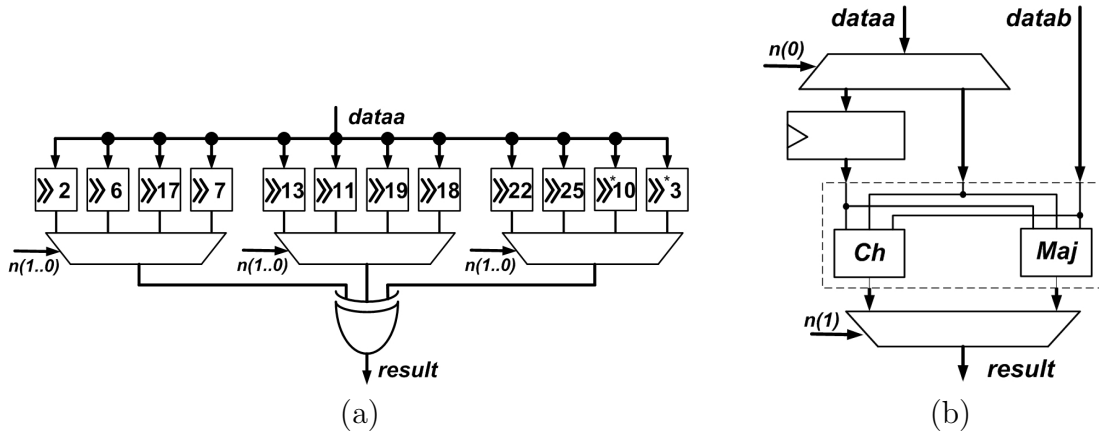 dataa
≫2 ≫6 ≫17 ≫7 ≫13 ≫11 ≫19 ≫18 ≫22 ≫25 ≫*10 ≫*3
n(1..0) n(1..0) n(1..0)
result
(a)
dataa datab
n(0)
Ch Maj
n(1)
result
(b)